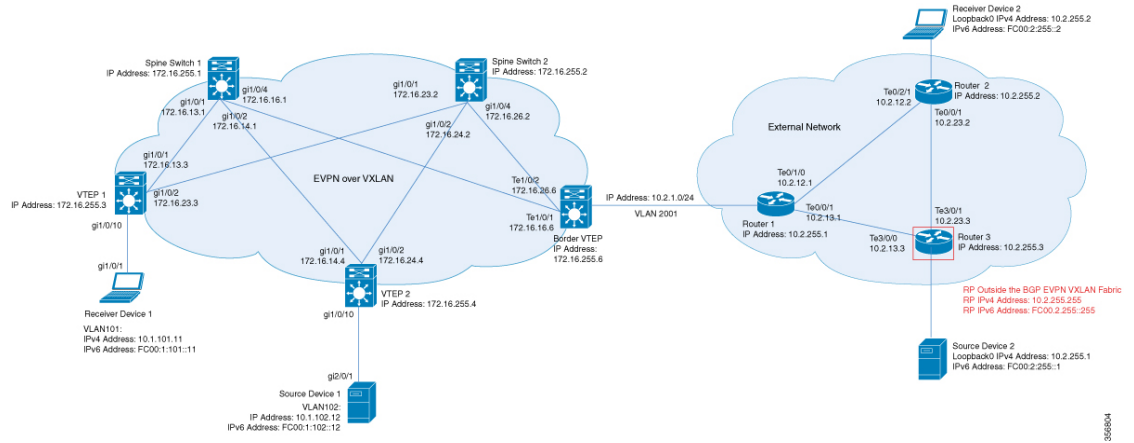 Receiver Device 2
Loopback0 IPv4 Address: 10.2.255.2
IPv6 Address: FC00:2:255::2
Spine Switch 1
IP Address: 172.16.255.1
Spine Switch 2
IP Address: 172.16.255.2
gi1/0/4
172.16.16.1
gi1/0/1
172.16.13.1
gi1/0/2
172.16.14.1
gi1/0/1
172.16.23.2
gi1/0/4
172.16.26.2
gi1/0/2
172.16.24.2
Te0/2/1
10.2.12.2
Router 2
IP Address: 10.2.255.2
Te0/0/1
10.2.23.2
External Network
gi1/0/1
172.16.13.3
EVPN over VXLAN
VTEP 1
IP Address: 172.16.255.3
gi1/0/2
172.16.23.3
gi1/0/10
Te1/0/2
172.16.26.6
Te1/0/1
172.16.16.6
Border VTEP
IP Address:
172.16.255.6
IP Address: 10.2.1.0/24
VLAN 2001
Te0/1/0
10.2.12.1
Te0/0/1
10.2.13.1
Router 1
IP Address: 10.2.255.1
Te3/0/1
10.2.23.3
Te3/0/0
10.2.13.3
Router 3
IP Address: 10.2.255.3
gi1/0/1
172.16.14.4
gi1/0/2
172.16.24.4
VTEP 2
IP Address: 172.16.255.4
gi1/0/10
gi1/0/1
Receiver Device 1
VLAN101:
IPv4 Address: 10.1.101.11
IPv6 Address: FC00:1:101::11
RP Outside the BGP EVPN VXLAN Fabric
RP IPv4 Address: 10.2.255.255
RP IPv6 Address: FC00.2.255::255
gi2/0/1
Source Device 1
VLAN102:
IP Address: 10.1.102.12
IPv6 Address: FC00:1:102::12
Source Device 2
Loopback0 IPv4 Address: 10.2.255.1
IPv6 Address: FC00:2:255::1
356804